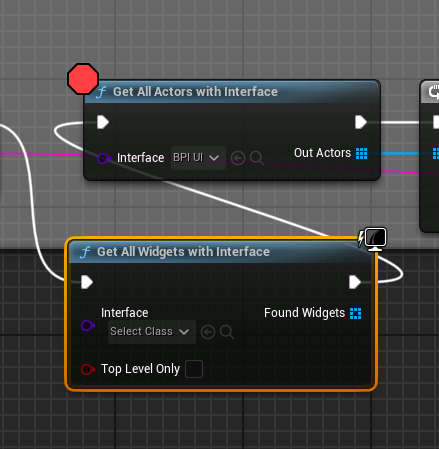 Get All Actors with Interface
Interface BPI UI Out Actors
Get All Widgets with Interface
Interface Found Widgets
Select Class
Top Level Only